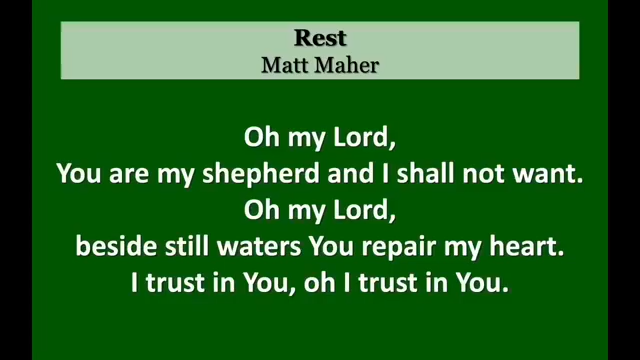 Rest
Matt Maher
Oh my Lord,
You are my shepherd and I shall not want.
Oh my Lord,
beside still waters You repair my heart.
I trust in You, oh I trust in You.